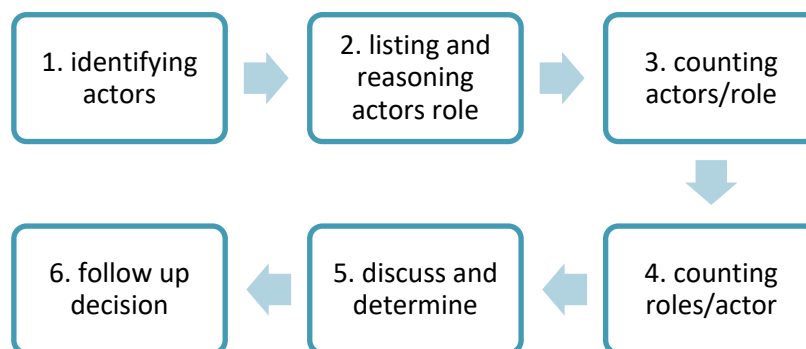 1. identifying
actors
2. listing and
reasoning
actors role
3. counting
actors/role
4. counting
roles/actor
5. discuss and
determine
6. follow up
decision